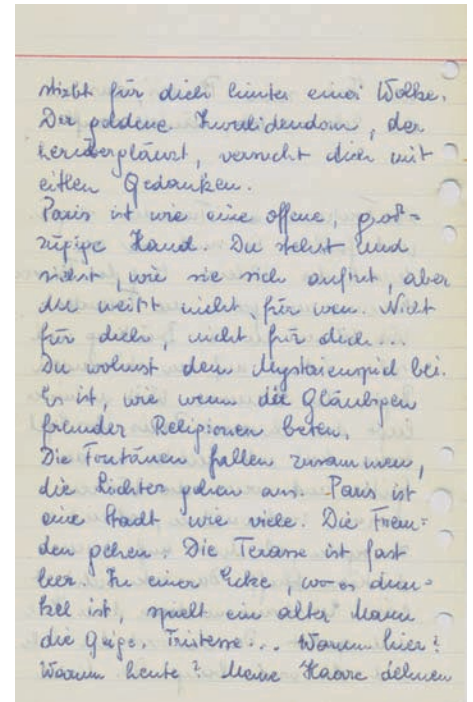 stirbt für dich hinter einer Wolke.
Der goldene Invalidendom, der
herüberglänzt, versucht dich mit
eitlen Gedanken.
Paris ist wie eine offene, groß=
zügige Hand. Du stehst und
siehst, wie sie sich auftut, aber
du weißt nicht, für wen. Nicht
für dich, nicht für dich...
Du wohnst dem Mysterienspiel bei.
Es ist, wie wenn die Gläubigen
fremder Religionen beten.
Die Fontänen fallen zusammen,
die Lichter gehen aus. Paris ist
eine Stadt wie viele. Die Frem=
den gehen. Die Terasse ist fast
leer. In einer Ecke, wo es dun=
kel ist, spielt ein alter Mann
die Geige. Tristesse... Warum hier?
Warum heute? Meine Haare dehnen